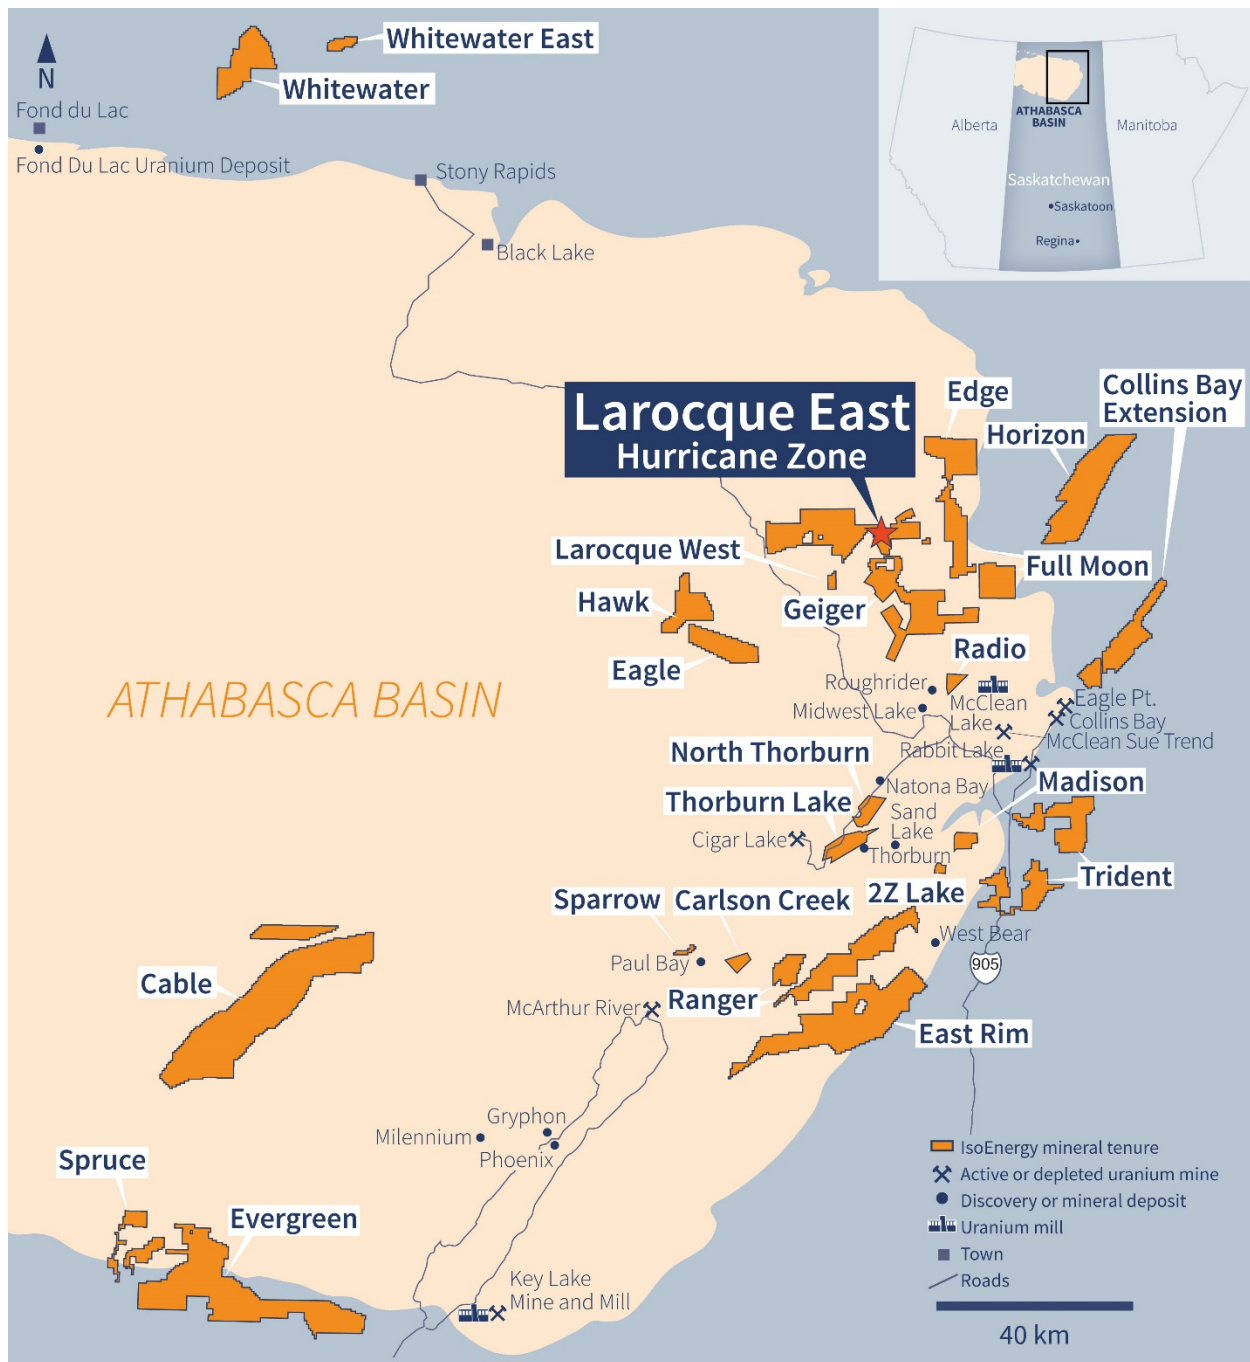 Whitewater East
Whitewater
N
Fond du Lac
Fond Du Lac Uranium Deposit
Stony Rapids
Black Lake
Alberta
ATHABASCA
BASIN
Manitoba
Saskatchewan
Saskatoon
Regina
Larocque East
Hurricane Zone
Edge
Horizon
Collins Bay
Extension
Larocque West
Hawk
Eagle
Geiger
Full Moon
Radio
ATHABASCA BASIN
Roughrider
Midwest Lake
McClean
Lake
Eagle Pt.
Collins Bay
McClean Sue Trend
Rabbit Lake
North Thorburn
Natona Bay
Madison
Thorburn Lake
Sand
Lake
Cigar Lake
Thorburn
Trident
2Z Lake
Sparrow
Carlson Creek
West Bear
Paul Bay
905
Cable
Ranger
McArthur River
East Rim
Gryphon
Milennium
Phoenix
Spruce
Evergreen
Key Lake
Mine and Mill
IsoEnergy mineral tenure
Active or depleted uranium mine
Discovery or mineral deposit
Uranium mill
Town
Roads
40 km